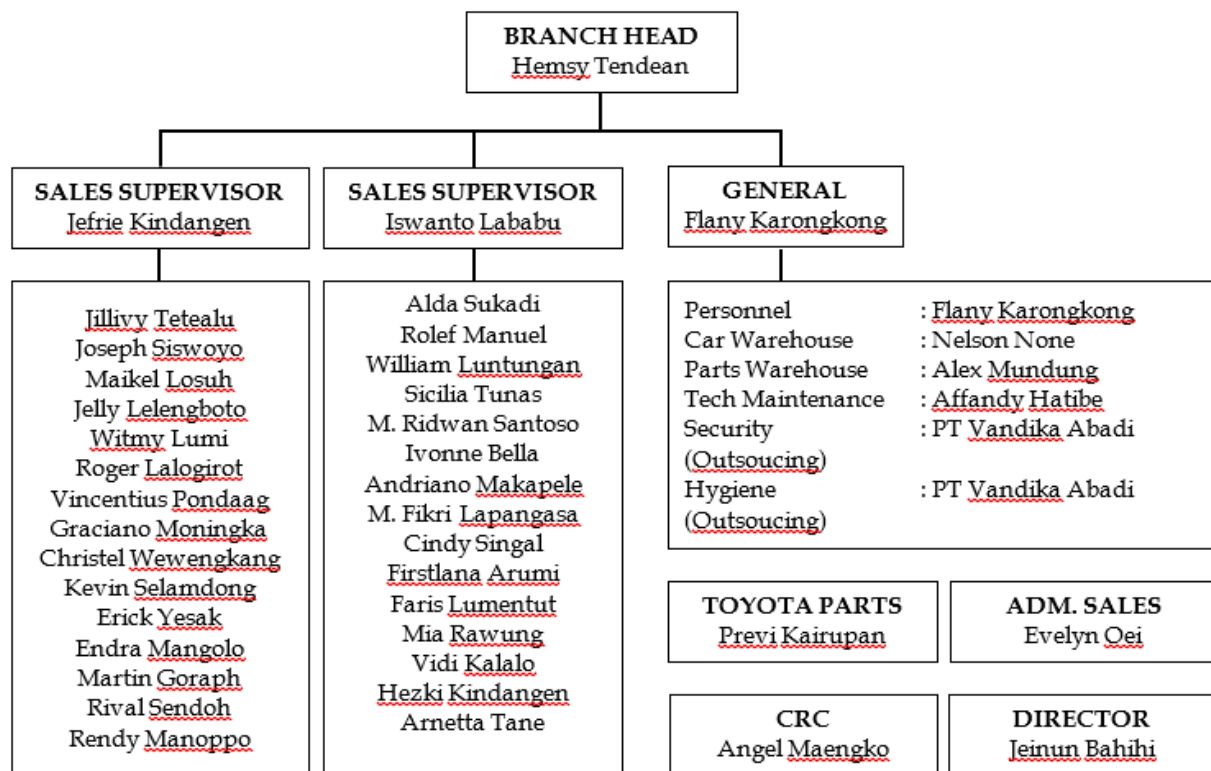 BRANCH HEAD
Hemsy Tendean
SALES SUPERVISOR
Jefrie Kindangen
SALES SUPERVISOR
Iswanto Lababu
GENERAL
Flany Karongkong
Jillivy Tetealu
Joseph Siswoyo
Maikel Losuh
Jelly Lelengboto
Witmy Lumi
Roger Lalogirot
Vincentius Pondaag
Graciano Moningka
Christel Wewengkang
Kevin Selamdong
Erick Yesak
Endra Mangolo
Martin Goraph
Rival Sendoh
Rendy Manoppo
Alda Sukadi
Rolef Manuel
William Luntungan
Sicilia Tunas
M. Ridwan Santoso
Ivonne Bella
Andriano Makapele
M. Fikri Lapangasa
Cindy Singal
Firstlana Arumi
Faris Lumentut
Mia Rawung
Vidi Kalalo
Hezki Kindangen
Arnetta Tane
Personnel : Flany Karongkong
Car Warehouse : Nelson None
Parts Warehouse : Alex Mundung
Tech Maintenance : Affandy Hatibe
Security : PT Vandika Abadi
(Outsoucing)
Hygiene : PT Vandika Abadi
(Outsoucing)
TOYOTA PARTS
Previ Kairupan
ADM. SALES
Evelyn Oei
CRC
Angel Maengko
DIRECTOR
Jeinun Bahihi